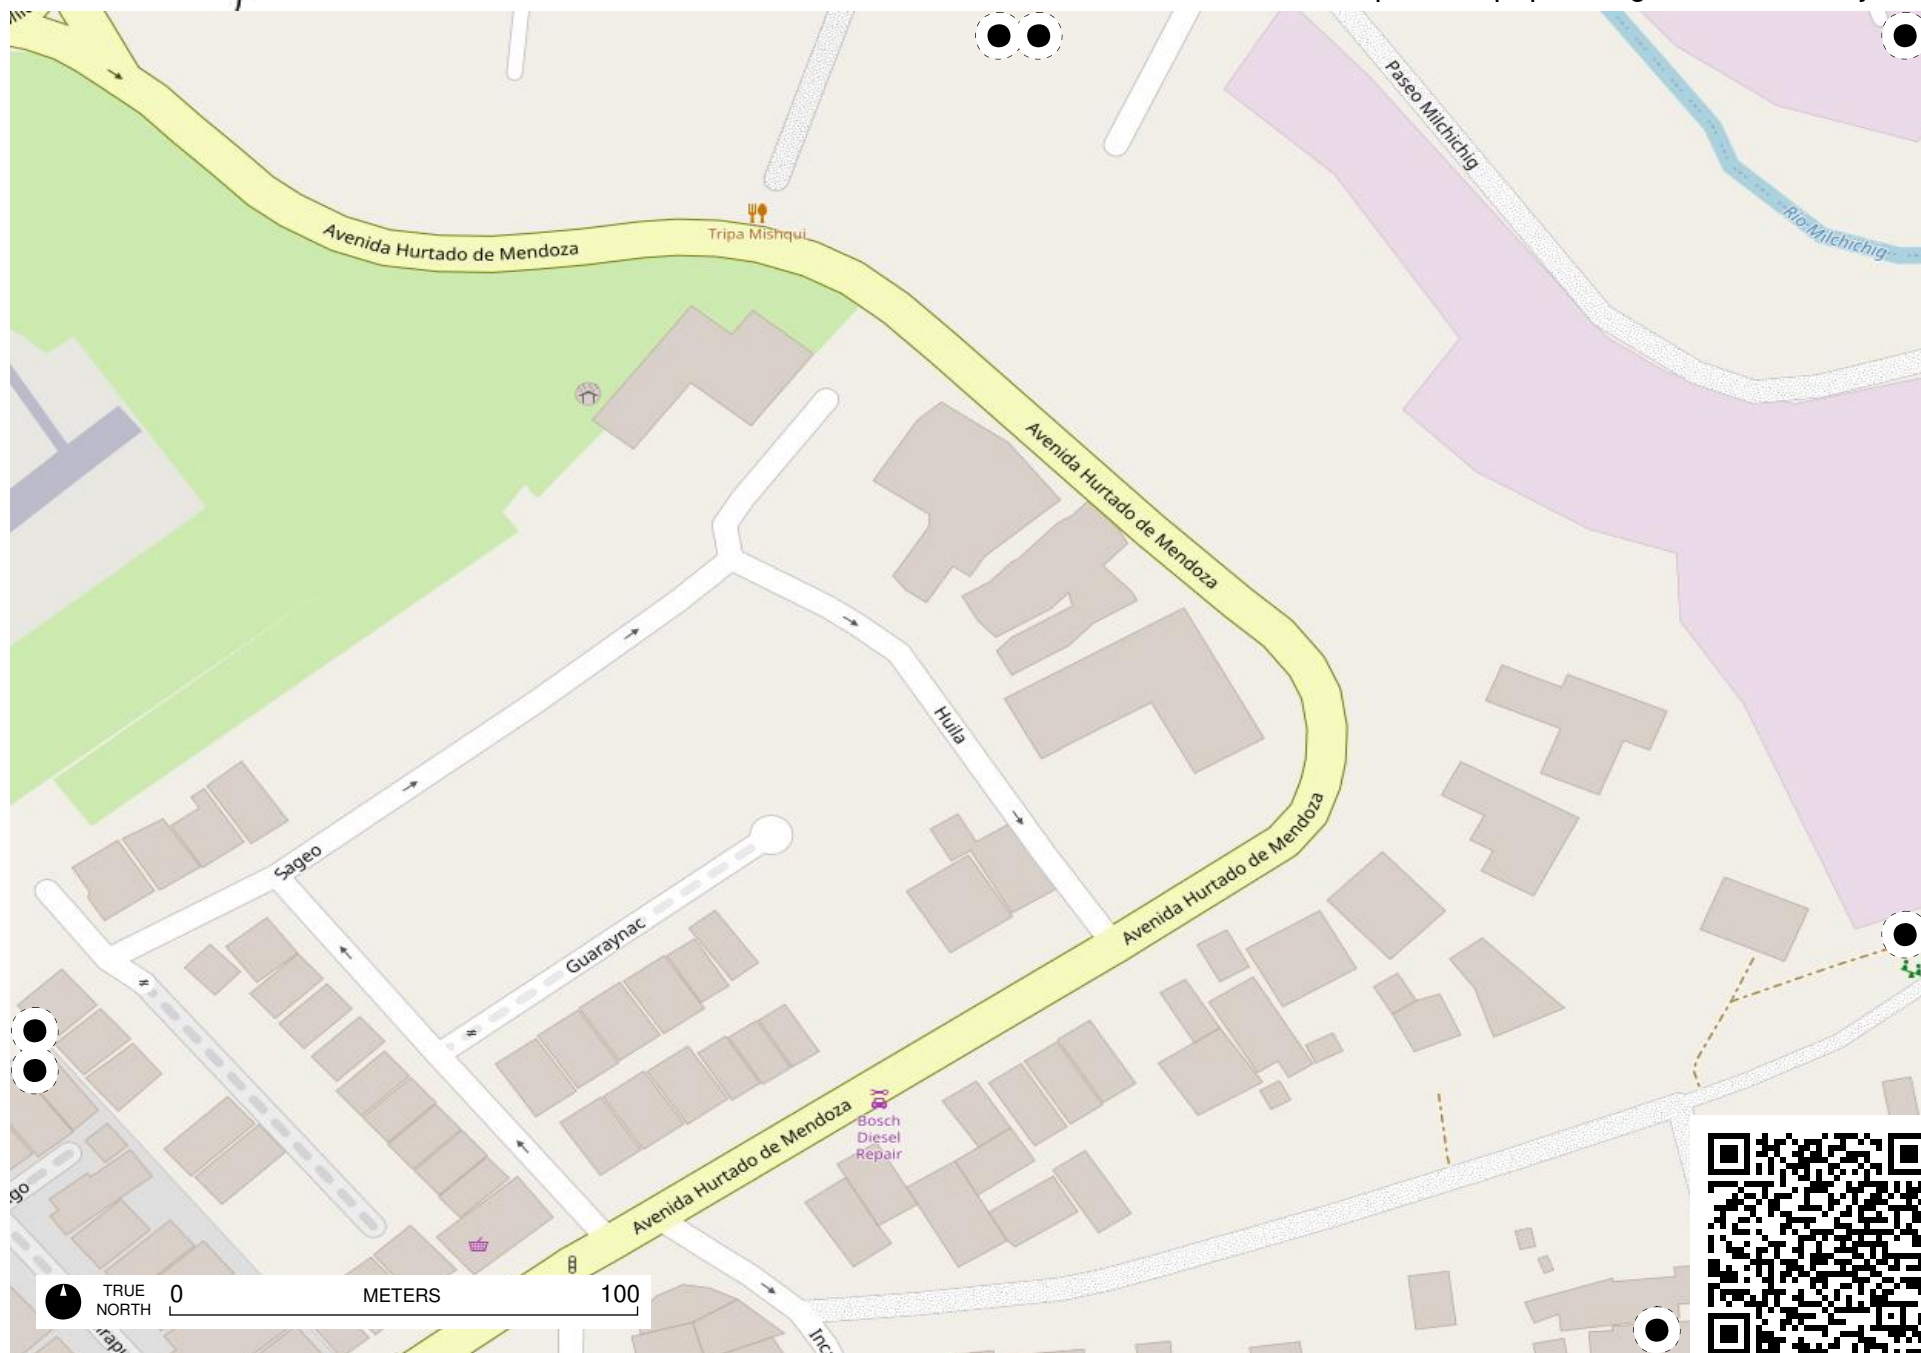 Paseo Milchichig
Río Milchichig
Avenida Hurtado de Mendoza
Tripa Mishqui
Avenida Hurtado de Mendoza
Huila
Avenida Hurtado de Mendoza
Sageo
Guaraynac
Bosch
Diesel
Repair
Avenida Hurtado de Mendoza
TRUE
NORTH
0 METERS 100